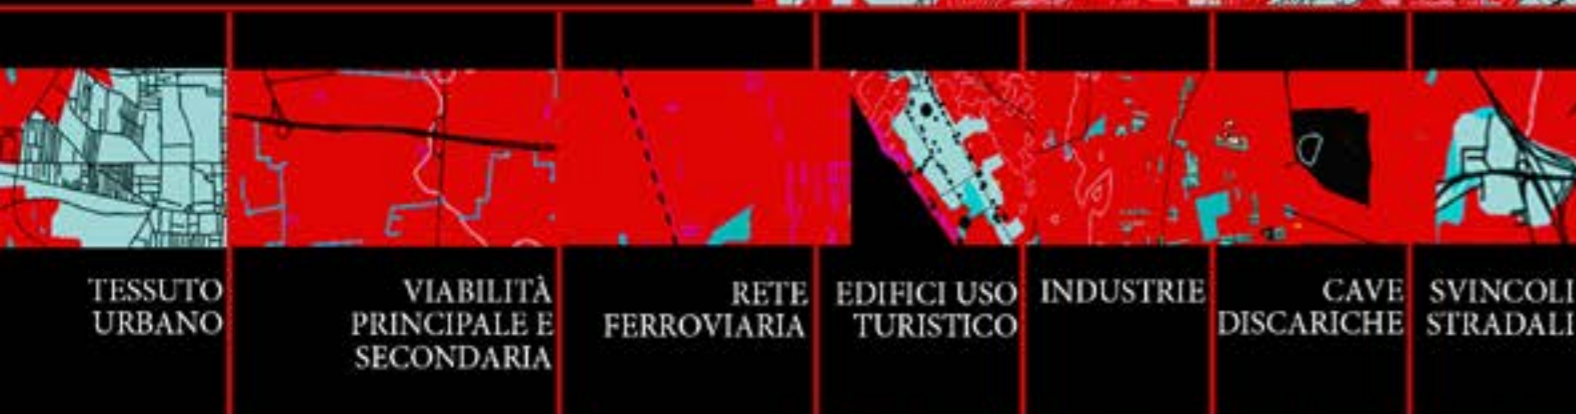 TESSUTO
URBANO
VIABILITÀ
PRINCIPALE E
SECONDARIA
RETE
FERROVIARIA
EDIFICI USO
TURISTICO
INDUSTRIE
CAVE
DISCARICHE
SVINCOLI
STRADALI